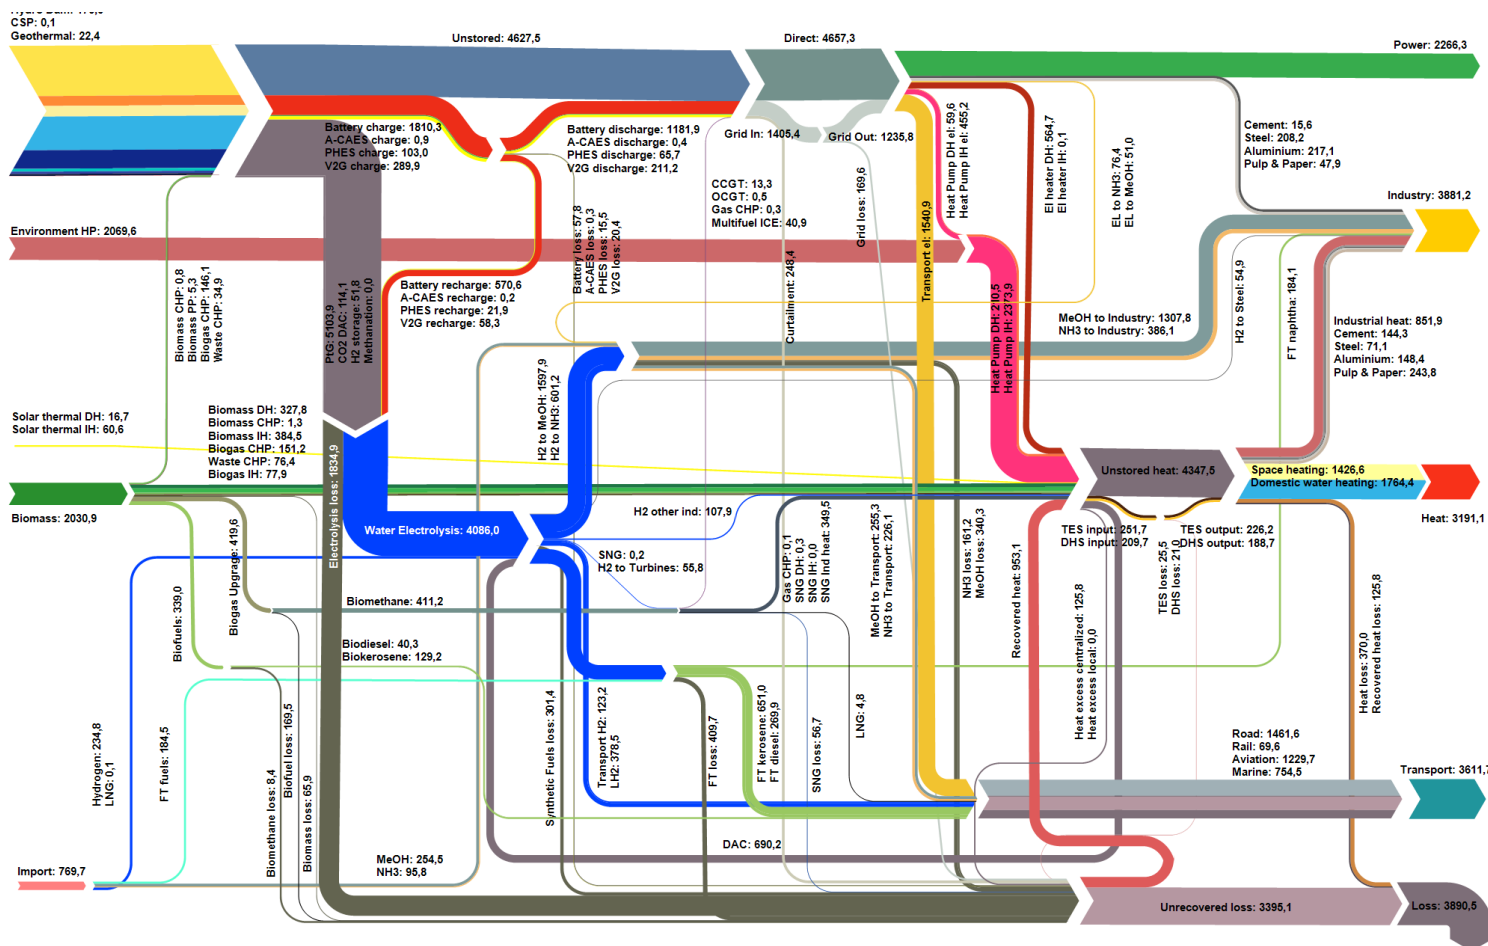 CSP: 0,1
Geothermal: 22,4
Unstored: 4627,5
Direct: 4657,3
Power: 2266,3
Battery charge: 1810,3
A-CAES charge: 0,9
PHES charge: 103,0
V2G charge: 289,9
Battery discharge: 1181,9
A-CAES discharge: 0,4
PHES discharge: 65,7
V2G discharge: 211,2
Grid In: 1405,4
Grid Out: 1235,8
Heat Pump DH el: 59,6
Heat Pump IH el: 455,2
El heater DH: 564,7
El heater IH: 0,1
EL to NH3: 76,4
EL to MeOH: 51,0
Cement: 15,6
Steel: 208,2
Aluminium: 217,1
Pulp & Paper: 47,9
Industry: 3881,2
CCGT: 13,3
OCGT: 0,5
Gas CHP: 0,3
Multifuel ICE: 40,9
Grid loss: 169,6
Transport el: 1540,9
Environment HP: 2069,6
Biomass CHP: 0,8
Biomass PP: 5,3
Biogas CHP: 146,1
Waste CHP: 34,9
PtG: 5103,9
CO2 DAC: 114,1
H2 storage: 51,8
Methanation: 0,0
Battery loss: 57,8
A-CAES loss: 0,3
PHES loss: 15,5
V2G loss: 20,4
Curtailment: 248,4
Battery recharge: 570,6
A-CAES recharge: 0,2
PHES recharge: 21,9
V2G recharge: 58,3
Heat Pump DH: 210,5
Heat Pump IH: 2373,9
MeOH to Industry: 1307,8
NH3 to Industry: 386,1
H2 to Steel: 54,9
FT naphtha: 184,1
Industrial heat: 851,9
Cement: 144,3
Steel: 71,1
Aluminium: 148,4
Pulp & Paper: 243,8
Solar thermal DH: 16,7
Solar thermal IH: 60,6
Biomass DH: 327,8
Biomass CHP: 1,3
Biomass IH: 384,5
Biogas CHP: 151,2
Waste CHP: 76,4
Biogas IH: 77,9
Electrolysis loss: 1834,9
H2 to MeOH: 1597,9
H2 to NH3: 601,2
Unstored heat: 4347,5
Space heating: 1426,6
Domestic water heating: 1764,4
Heat: 3191,1
Biomass: 2030,9
Water Electrolysis: 4086,0
H2 other ind: 107,9
TES input: 251,7
DHS input: 209,7
TES output: 226,2
DHS output: 188,7
TES loss: 25,5
DHS loss: 21,0
SNG: 0,2
H2 to Turbines: 55,8
Gas CHP: 0,1
SNG DH: 0,3
SNG IH: 0,0
SNG Ind heat: 349,5
MeOH to Transport: 255,3
NH3 to Transport: 226,1
NH3 loss: 161,2
MeOH loss: 340,3
Recovered heat: 953,1
Heat excess centralized: 125,8
Heat excess local: 0,0
Heat loss: 370,0
Recovered heat loss: 125,8
Biogas Upgrage: 419,6
Biofuels: 339,0
Biomethane: 411,2
Biodiesel: 40,3
Biokerosene: 129,2
Hydrogen: 234,8
LNG: 0,1
FT fuels: 184,5
Biomethane loss: 8,4
Biofuel loss: 169,5
Biomass loss: 65,9
Synthetic Fuels loss: 301,4
Transport H2: 123,2
LH2: 378,5
FT loss: 409,7
FT kerosene: 651,0
FT diesel: 269,9
SNG loss: 56,7
LNG: 4,8
Road: 1461,6
Rail: 69,6
Aviation: 1229,7
Marine: 754,5
Transport: 3611,7
DAC: 690,2
MeOH: 254,5
NH3: 95,8
Import: 769,7
Unrecovered loss: 3395,1
Loss: 3890,5